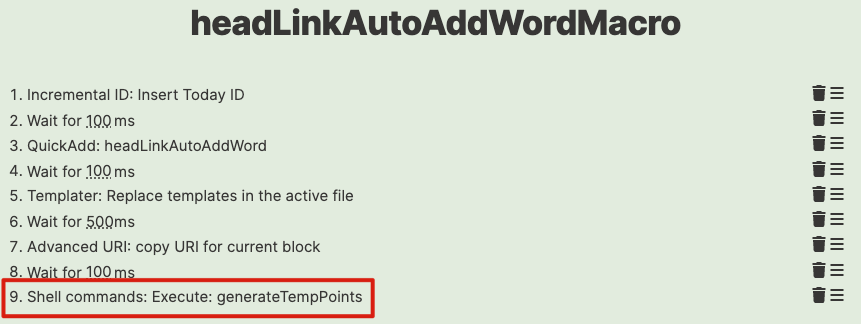 headLinkAutoAddWordMacro
1. Incremental ID: Insert Today ID
2. Wait for 100 ms
3. QuickAdd: headLinkAutoAddWord
4. Wait for 100 ms
5. Templater: Replace templates in the active file
6. Wait for 500ms
7. Advanced URI: copy URI for current block
8. Wait for 100 ms
9. Shell commands: Execute: generateTempPoints